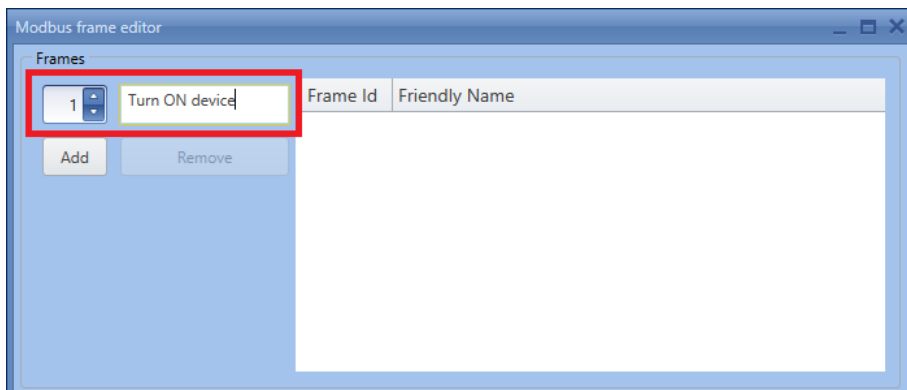 Modbus frame editor
Frames
1 Turn ON device Frame Id Friendly Name
Add Remove